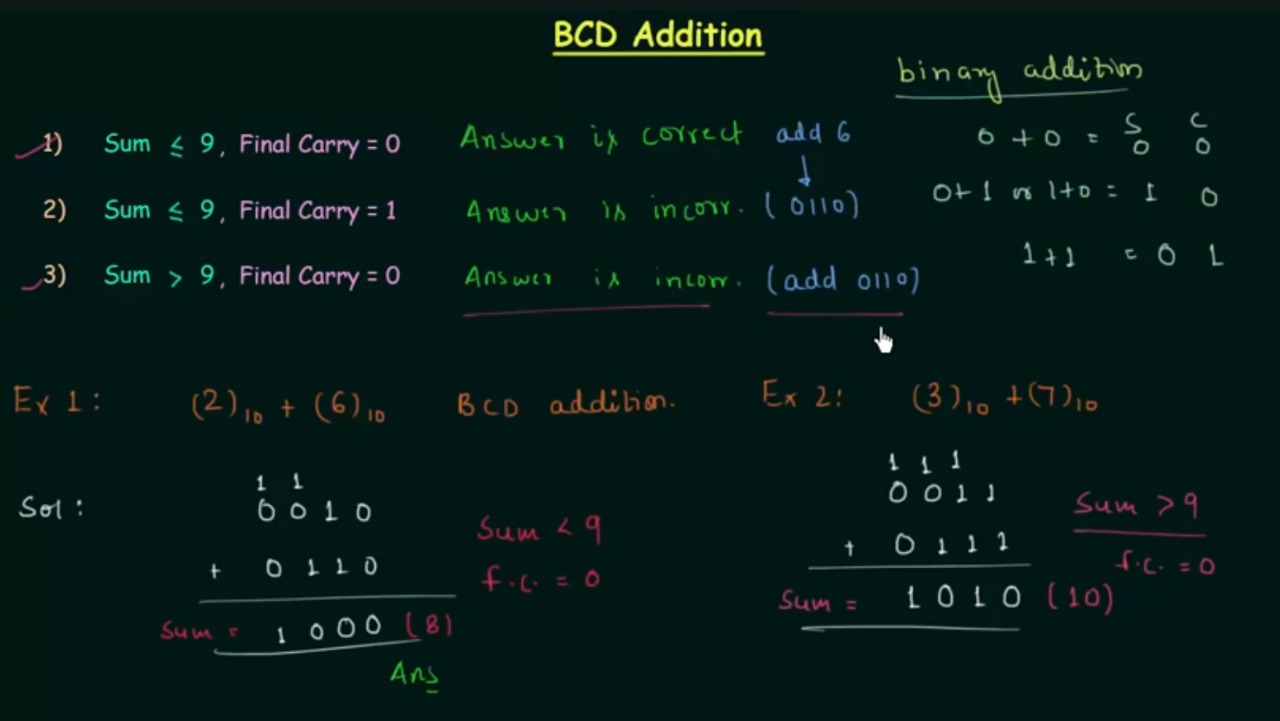 BCD Addition
binary addition
S C
0 + 0 = 0 0
0+1 or 1+0 = 1 0
1+1 = 0 1
1) Sum ≤ 9, Final Carry = 0 Answer is correct add 6
2) Sum ≤ 9, Final Carry = 1 Answer is incorr. (0110)
3) Sum > 9, Final Carry = 0 Answer is incorr. (add 0110)
Ex 1: (2)₁₀ + (6)₁₀ BCD addition.
Sol:
1 1
0 0 1 0
+ 0 1 1 0
Sum = 1 0 0 0 (8)
Ans
Sum < 9
f.c. = 0
Ex 2: (3)₁₀ + (7)₁₀
1 1 1
0 0 1 1
+ 0 1 1 1
Sum = 1 0 1 0 (10)
Sum > 9
f.c. = 0